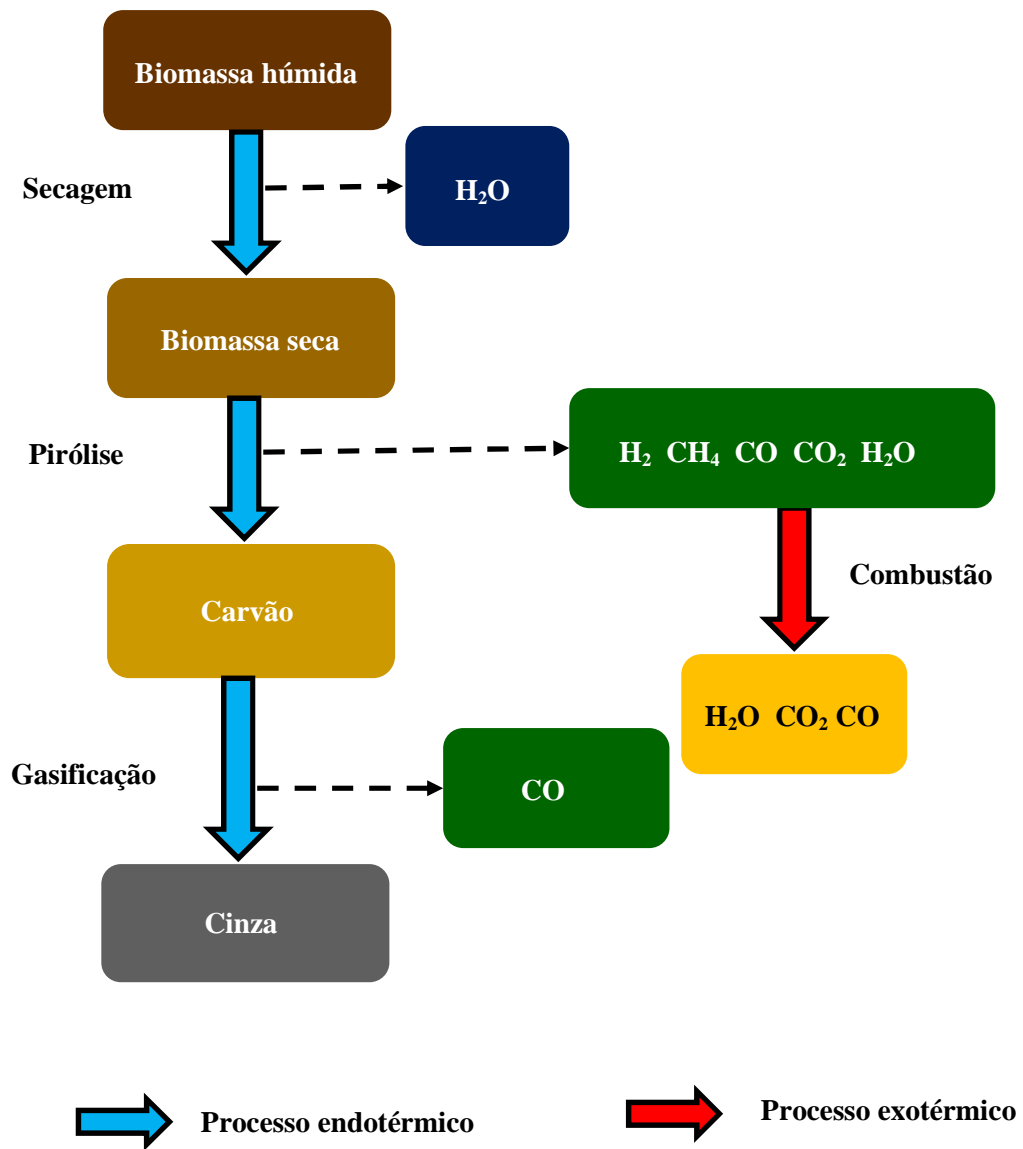 Biomassa húmida
Secagem
H₂O
Biomassa seca
Pirólise
H₂ CH₄ CO CO₂ H₂O
Combustão
Carvão
H₂O CO₂ CO
Gasificação
CO
Cinza
Processo endotérmico
Processo exotérmico